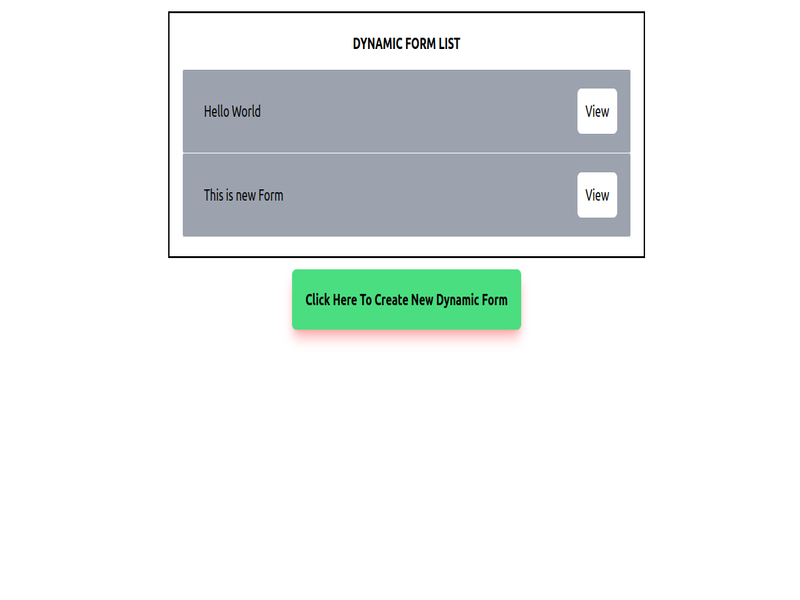 DYNAMIC FORM LIST
Hello World
View
This is new Form
View
Click Here To Create New Dynamic Form